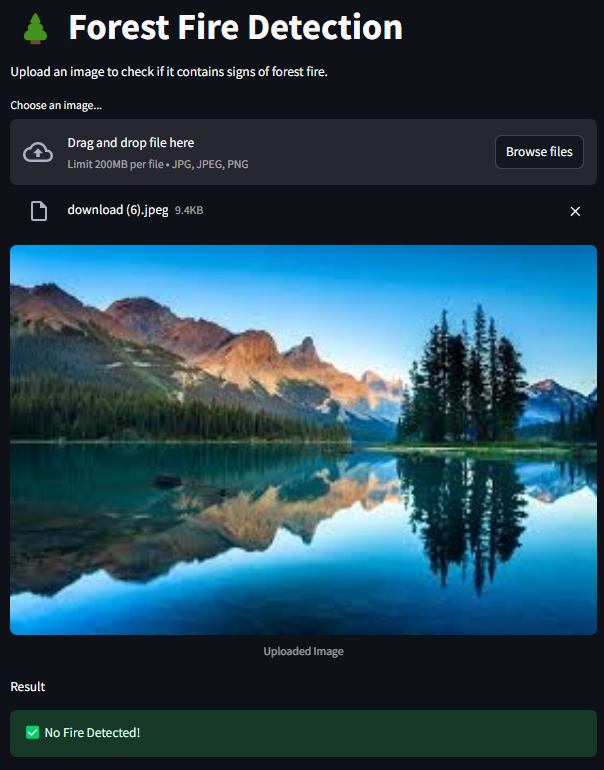 Forest Fire Detection
Upload an image to check if it contains signs of forest fire.
Choose an image...
Drag and drop file here
Limit 200MB per file • JPG, JPEG, PNG
Browse files
download (6).jpeg 9.4KB
Uploaded Image
Result
No Fire Detected!